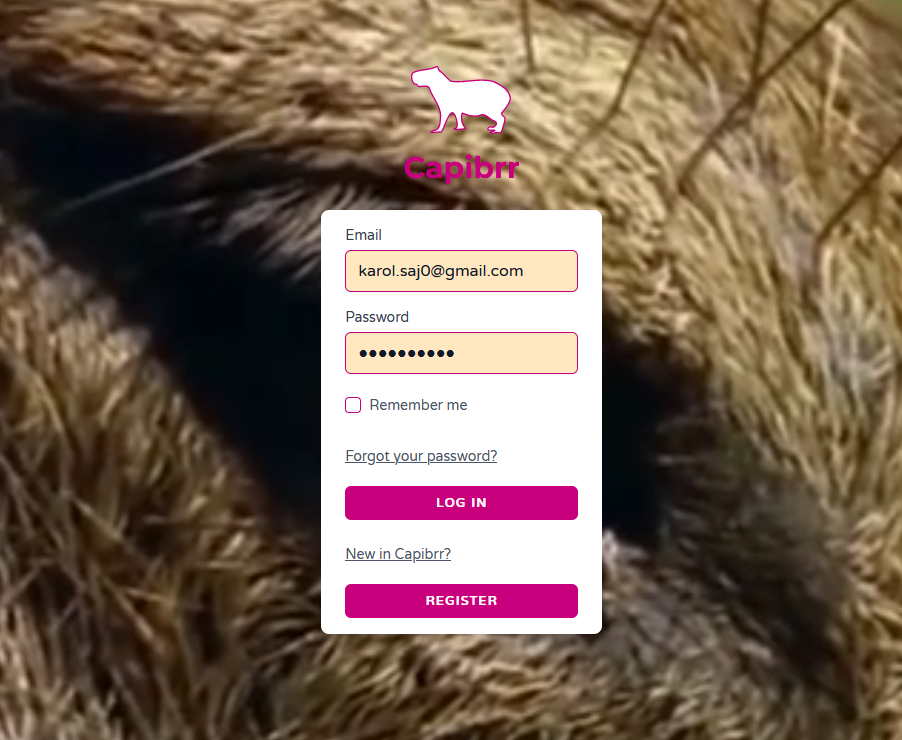 Capibrr
Email
karol.saj0@gmail.com
Password
••••••••••
Remember me
Forgot your password?
LOG IN
New in Capibrr?
REGISTER